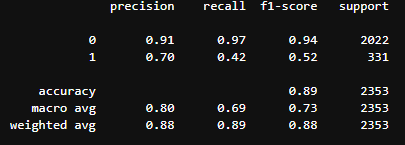 precision recall f1-score support
0 0.91 0.97 0.94 2022
1 0.70 0.42 0.52 331
accuracy 0.89 2353
macro avg 0.80 0.69 0.73 2353
weighted avg 0.88 0.89 0.88 2353